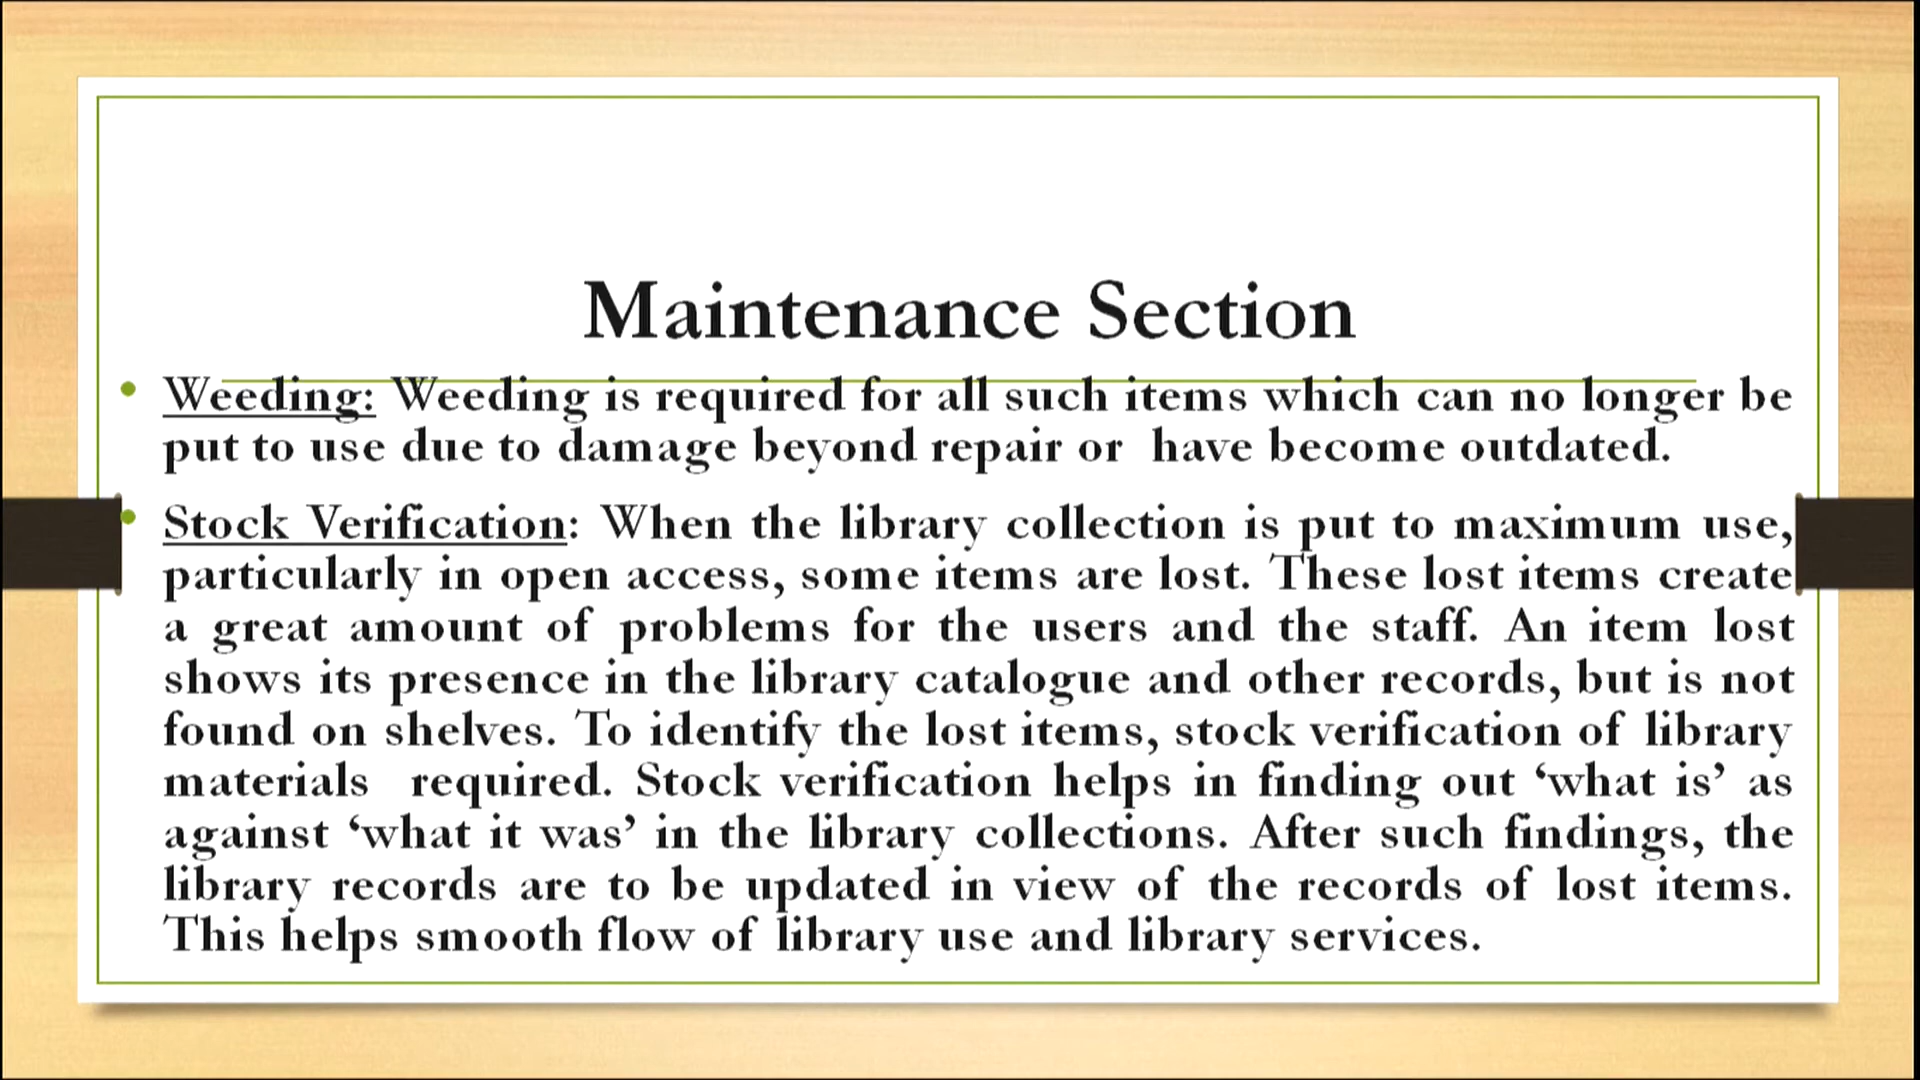 Maintenance Section
• Weeding: Weeding is required for all such items which can no longer be
put to use due to damage beyond repair or  have become outdated.
• Stock Verification: When the library collection is put to maximum use,
particularly in open access, some items are lost. These lost items create
a great amount of problems for the users and the staff. An item lost
shows its presence in the library catalogue and other records, but is not
found on shelves. To identify the lost items, stock verification of library
materials  required. Stock verification helps in finding out ‘what is’ as
against ‘what it was’ in the library collections. After such findings, the
library records are to be updated in view of the records of lost items.
This helps smooth flow of library use and library services.